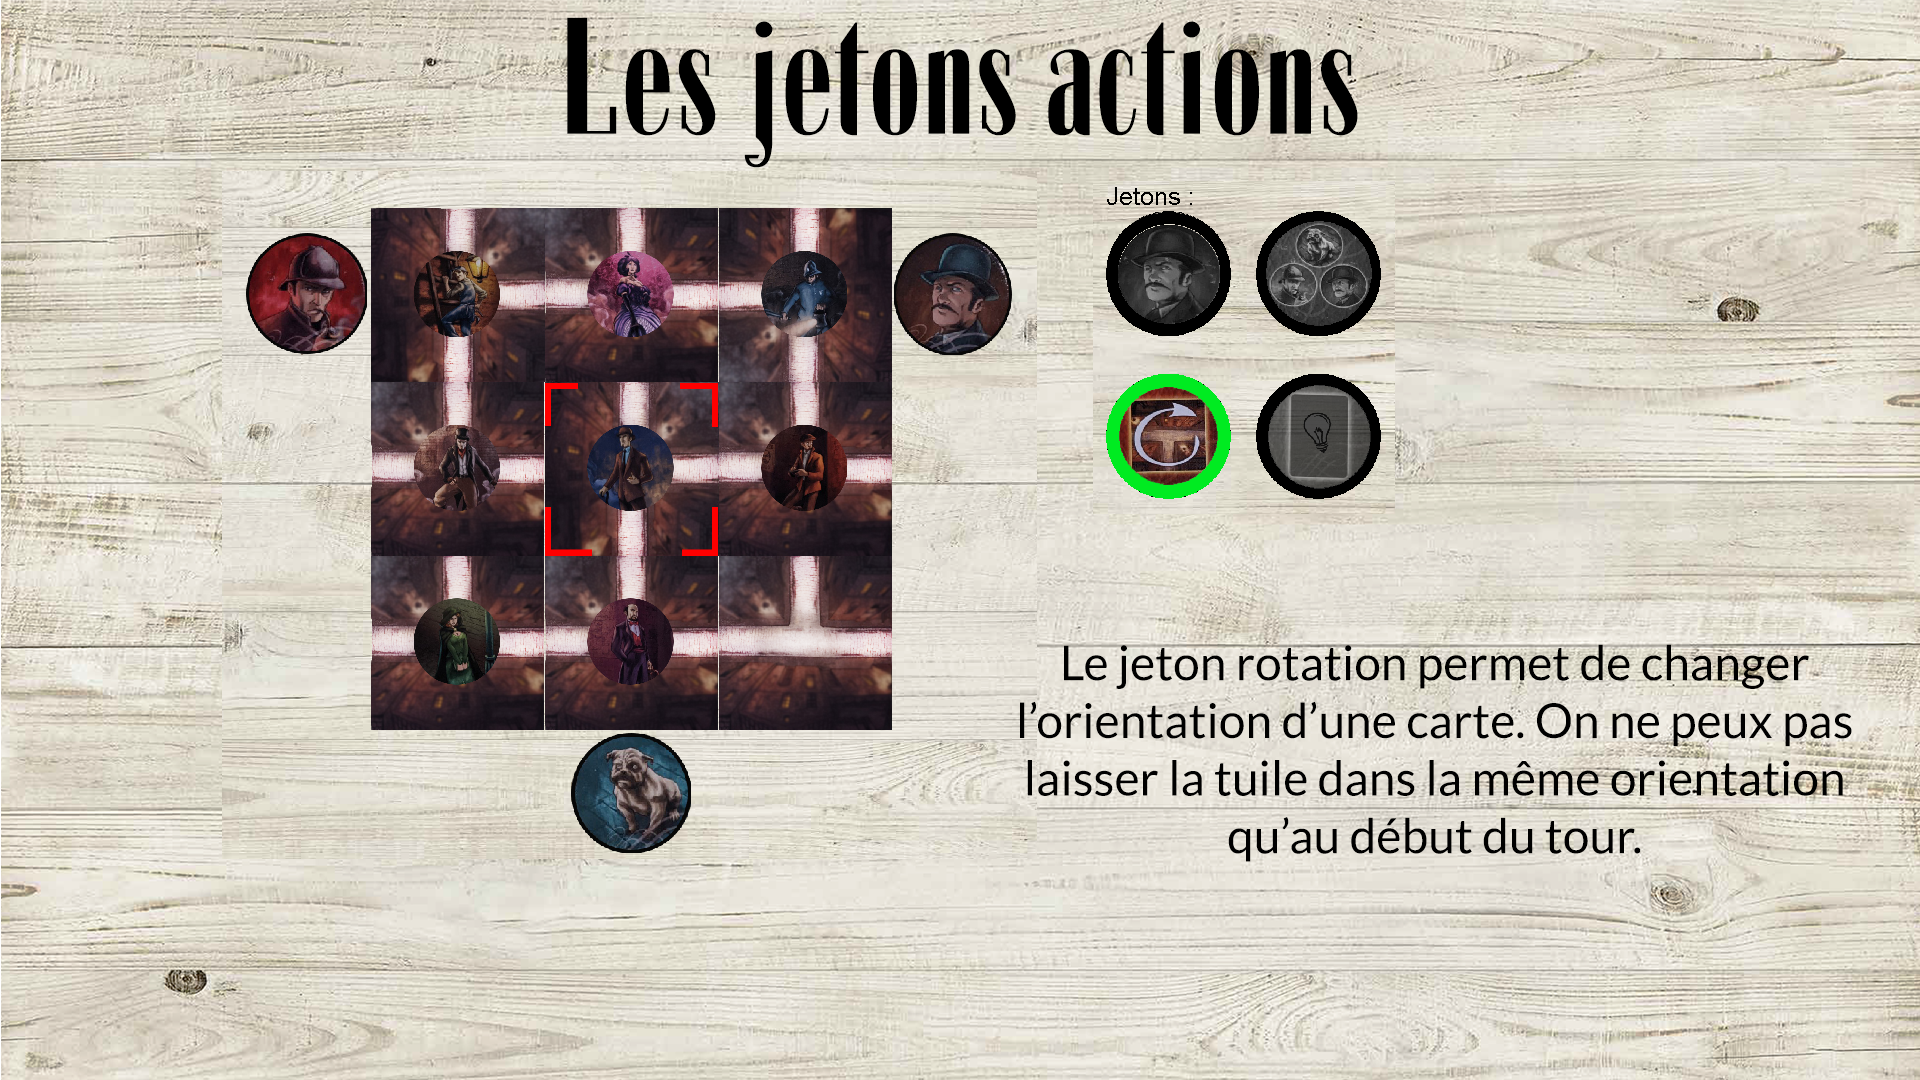 Les jetons actions
Jetons :
Le jeton rotation permet de changer
l’orientation d’une carte. On ne peux pas
laisser la tuile dans la même orientation
qu’au début du tour.